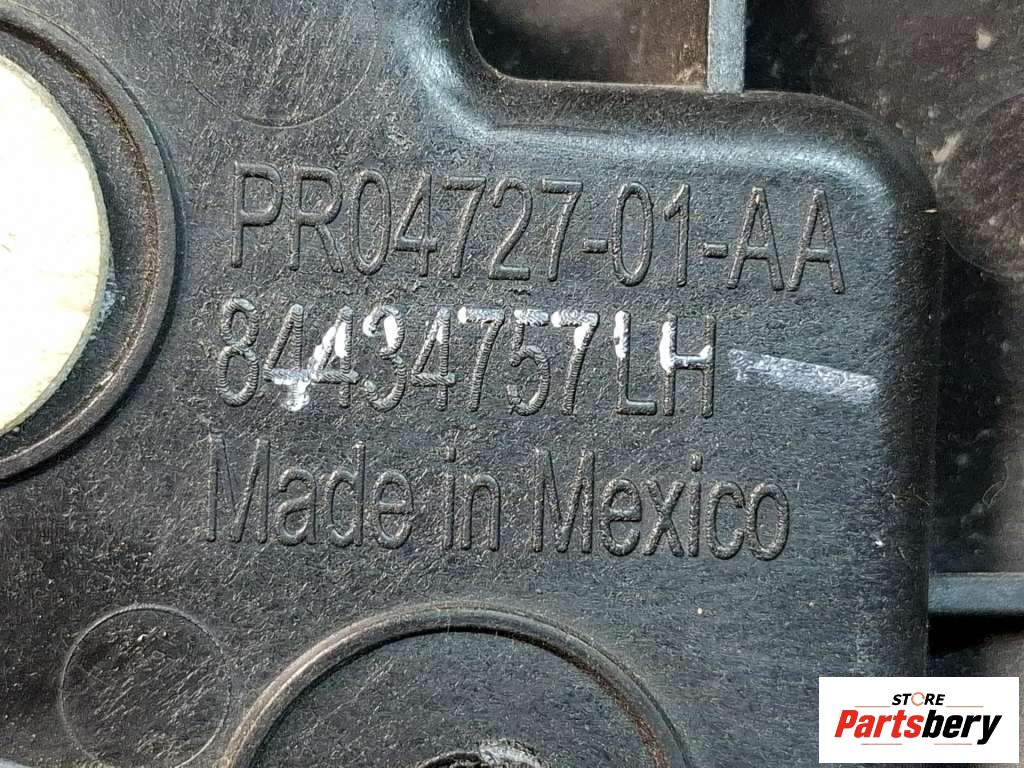 PR04727-01-AA
84434757LH
Made in Mexico
STORE
Partsbery